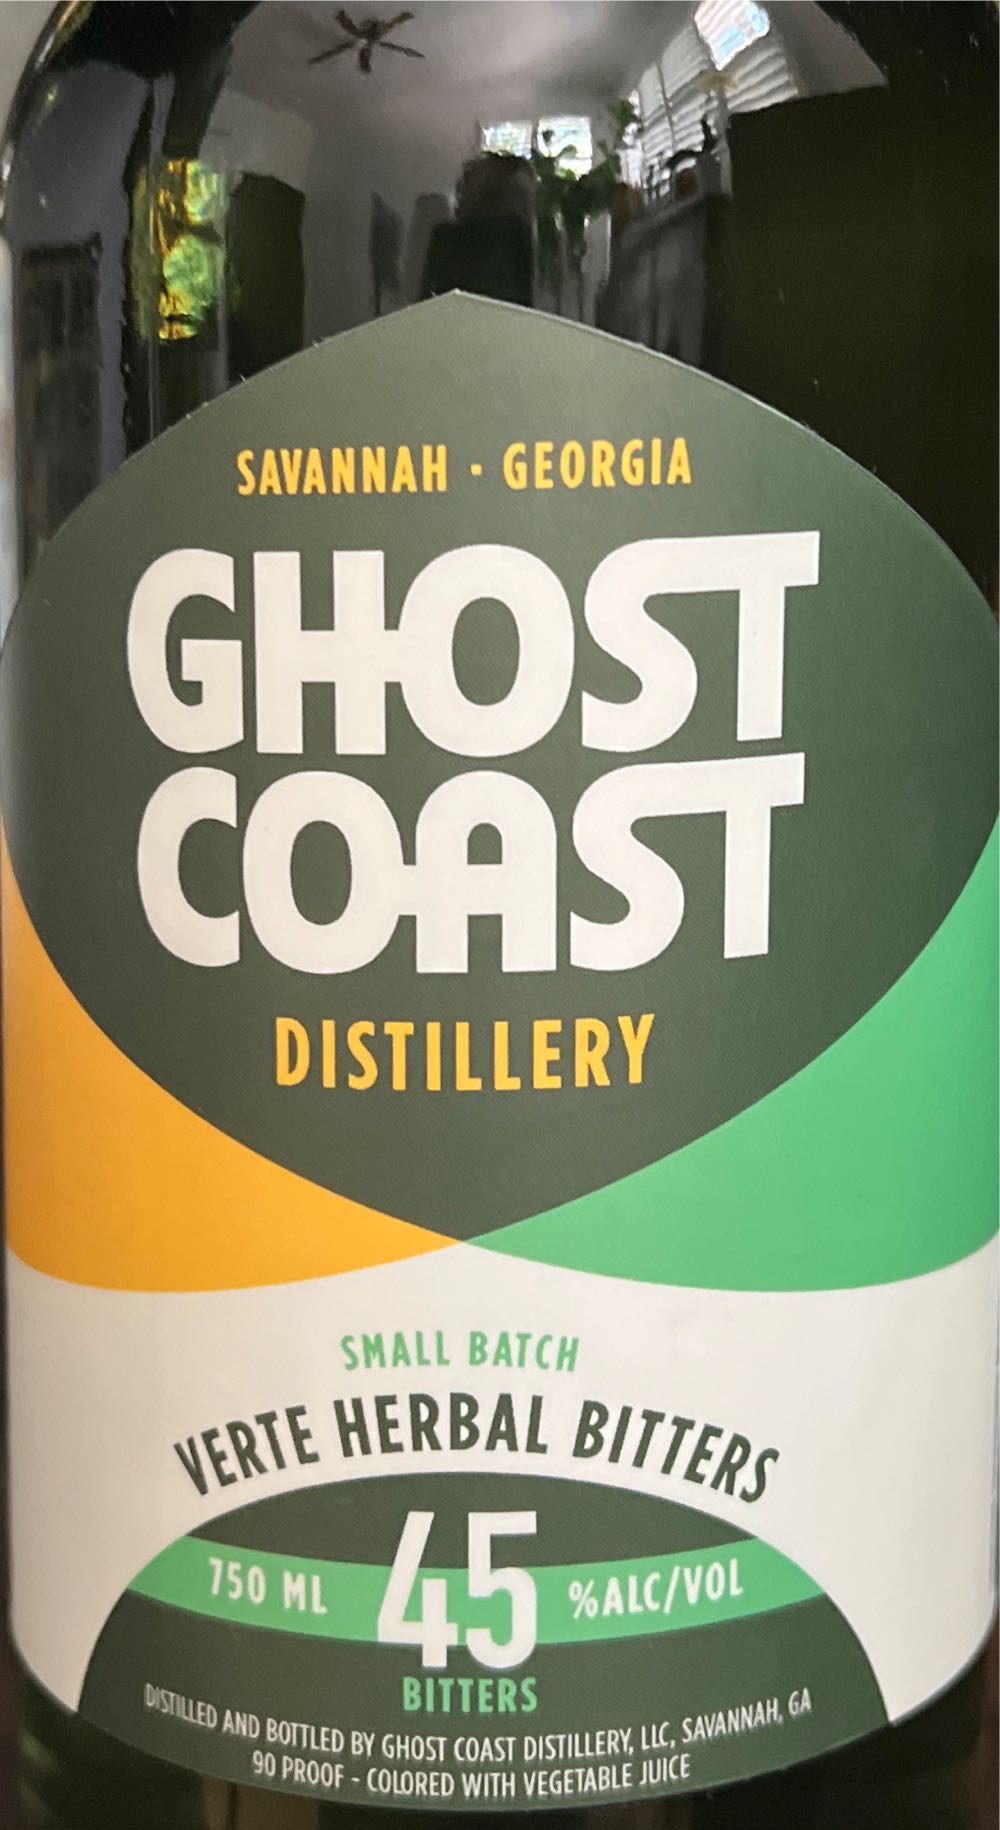 SAVANNAH · GEORGIA
GHOST
COAST
DISTILLERY
SMALL BATCH
VERTE HERBAL BITTERS
750 ML 45 %ALC/VOL
BITTERS
DISTILLED AND BOTTLED BY GHOST COAST DISTILLERY, LLC, SAVANNAH, GA
90 PROOF - COLORED WITH VEGETABLE JUICE